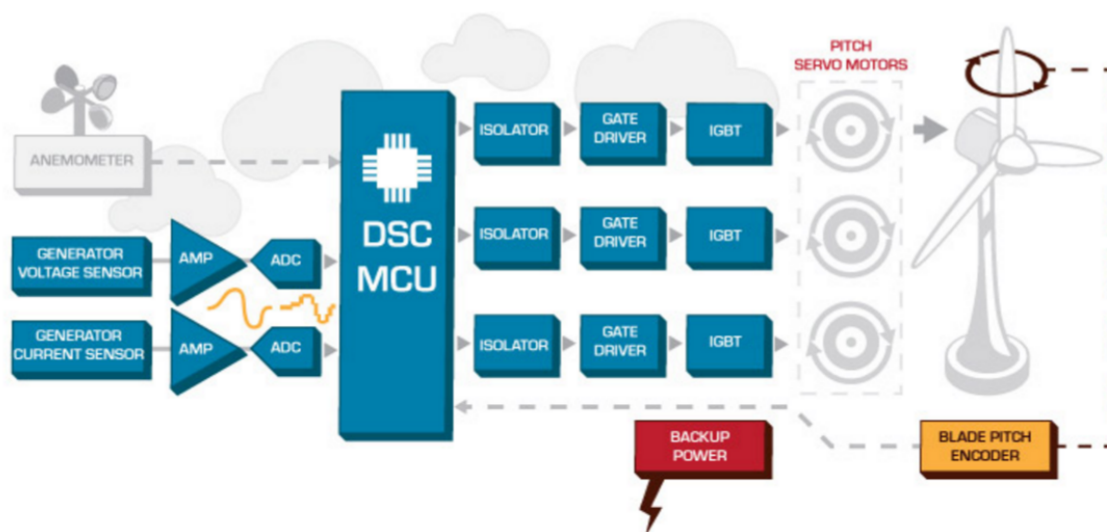 PITCH
SERVO MOTORS
ANEMOMETER
ISOLATOR
GATE
DRIVER
IGBT
DSC
MCU
GENERATOR
VOLTAGE SENSOR
AMP
ADC
ISOLATOR
GATE
DRIVER
IGBT
GENERATOR
CURRENT SENSOR
AMP
ADC
ISOLATOR
GATE
DRIVER
IGBT
BACKUP
POWER
BLADE PITCH
ENCODER